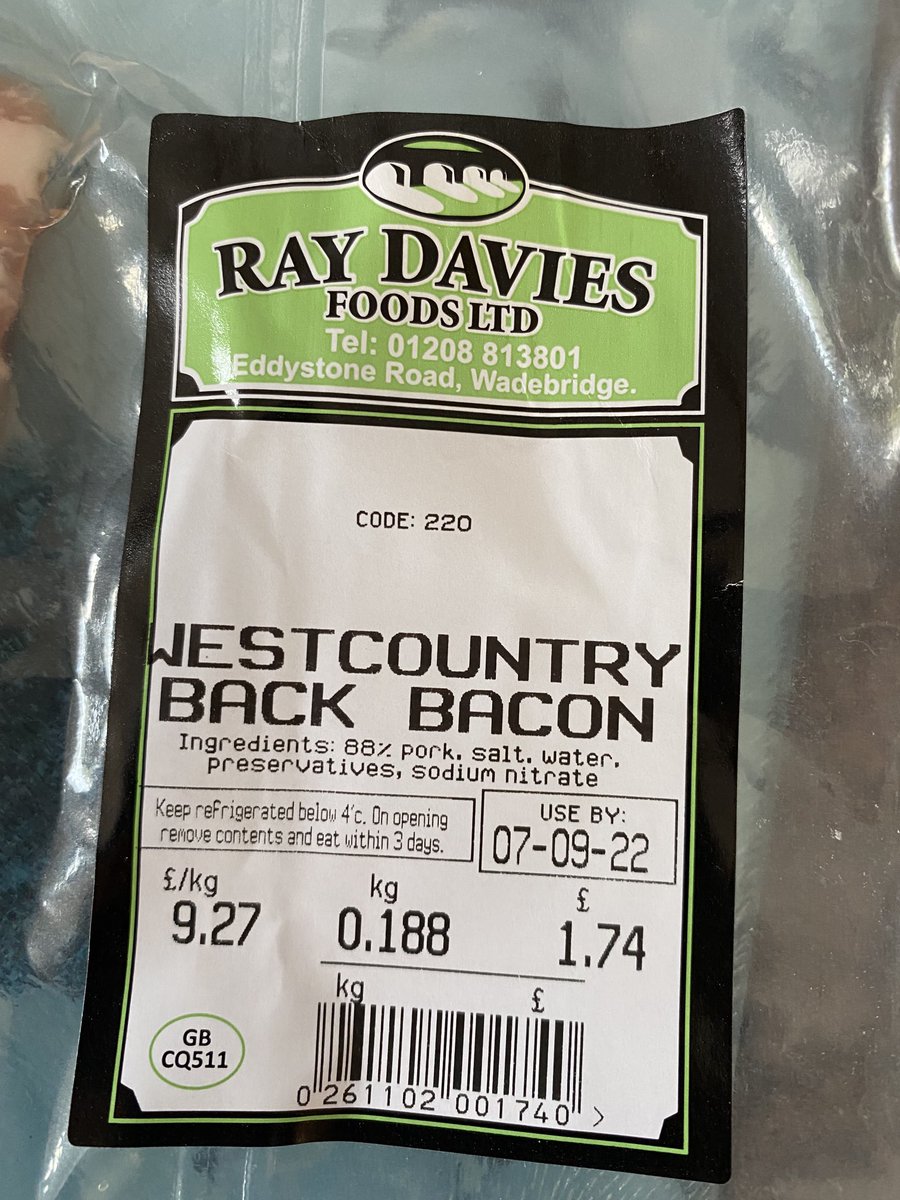 RAY DAVIES
FOODS LTD
Tel: 01208 813801
Eddystone Road, Wadebridge.
CODE: 220
WESTCOUNTRY
BACK BACON
Ingredients: 88% pork, salt, water,
preservatives, sodium nitrate
Keep refrigerated below 4°c. On opening
remove contents and eat within 3 days.
USE BY:
07-09-22
£/kg kg £
9.27 0.188 1.74
kg £
GB
CQ511
0 261102 001740 >